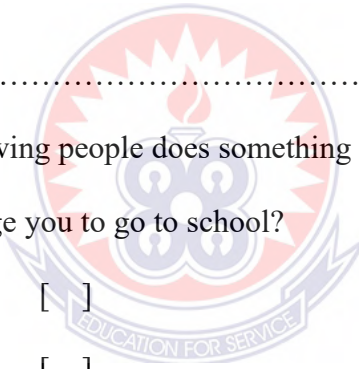 ……………………………………
wing people does something
ge you to go to school?
[ ]
EDUCATION FOR SERVICE
[ ]